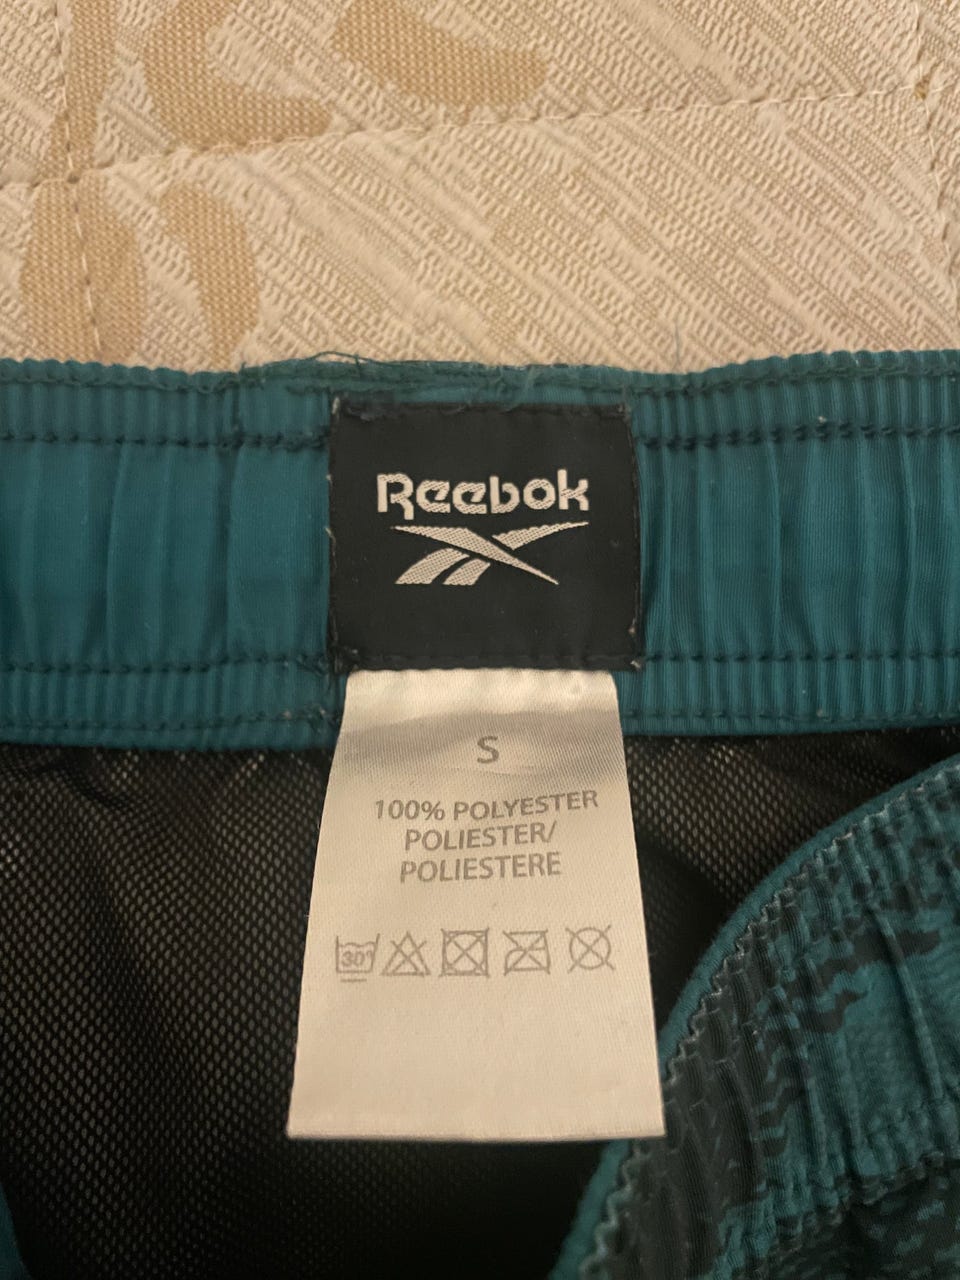 Reebok
S
100% POLYESTER
POLIESTER/
POLIESTERE
30°